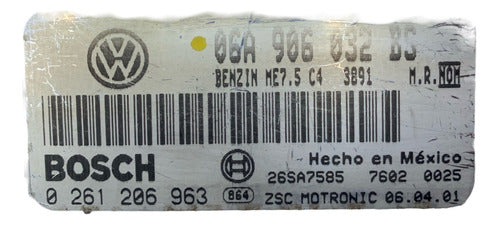 06A 906 032 DS
BENZIN ME7.5 C4 3891 M.R.NOM
BOSCH
Hecho en México
26SA7585 7602 0025
0 261 206 963 864 ZSC MOTRONIC 06.04.01